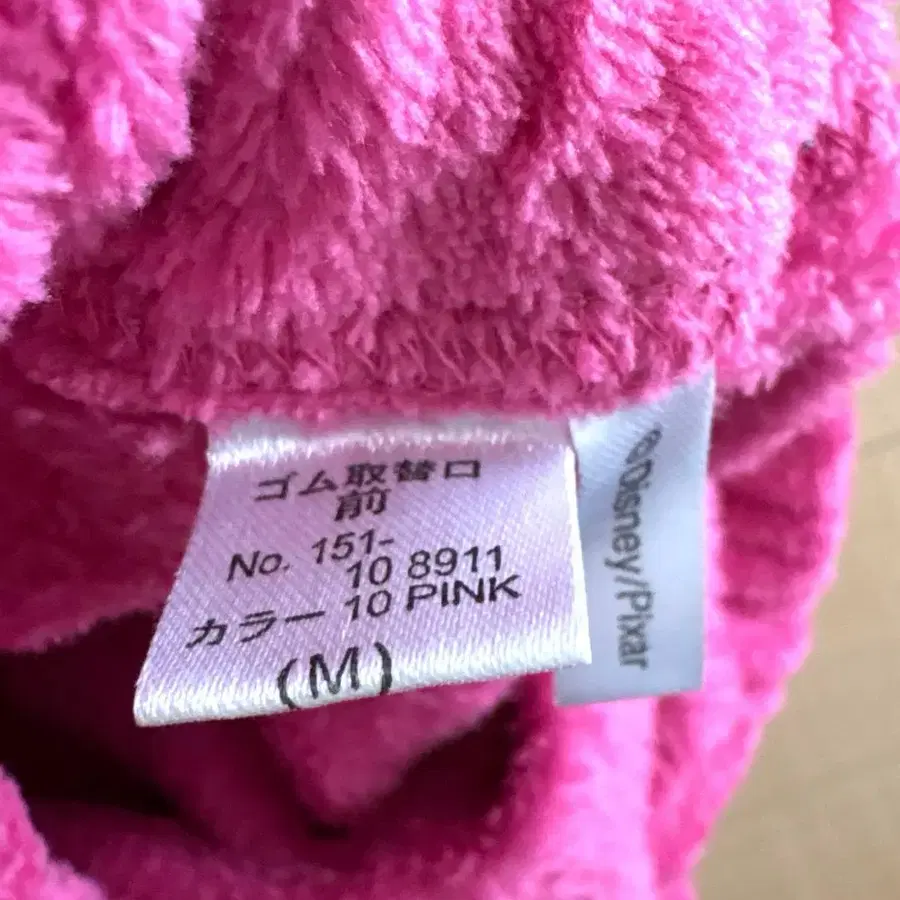 ゴム取替口
前
No. 151-
10 8911
カラー 10 PINK
(M)
©Disney/Pixar